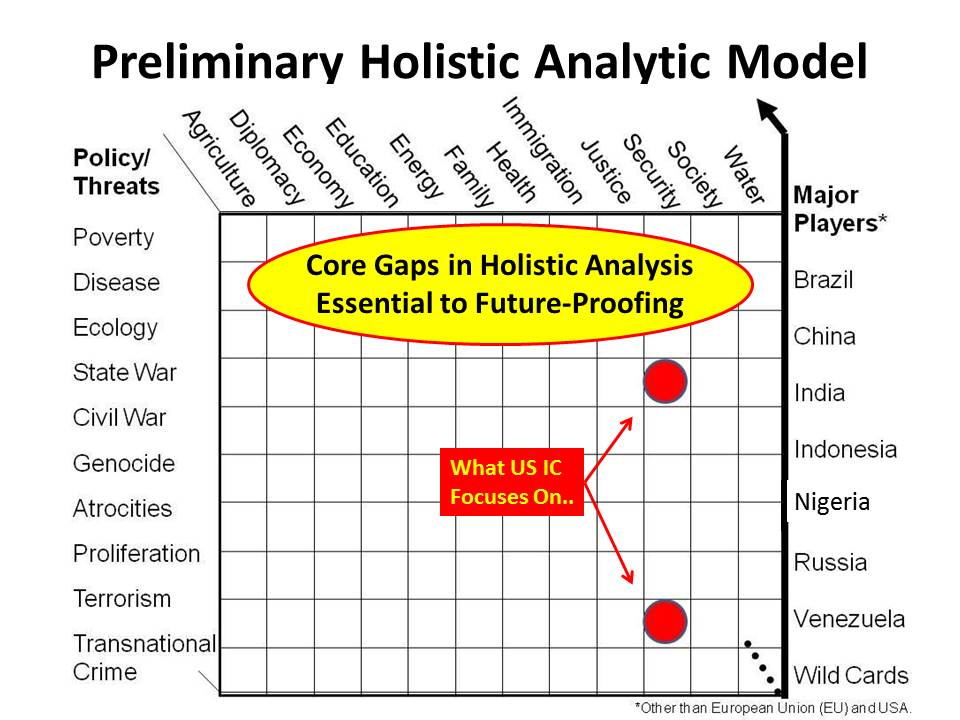 Preliminary Holistic Analytic Model
Policy/
Threats
Agriculture
Diplomacy
Economy
Education
Energy
Family
Health
Immigration
Justice
Security
Society
Water
Major
Players*
Poverty
Disease
Ecology
State War
Civil War
Genocide
Atrocities
Proliferation
Terrorism
Transnational
Crime
Core Gaps in Holistic Analysis
Essential to Future-Proofing
What US IC
Focuses On..
Brazil
China
India
Indonesia
Nigeria
Russia
Venezuela
Wild Cards
*Other than European Union (EU) and USA.